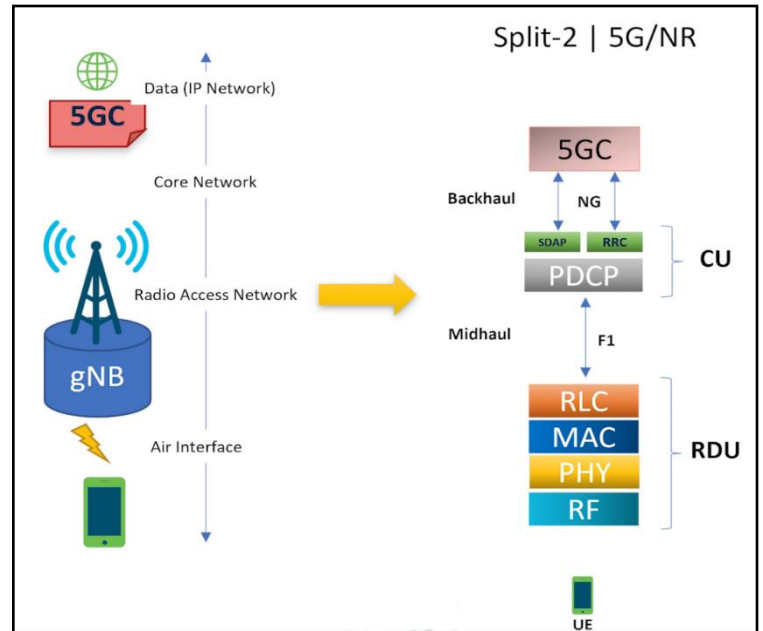 Split-2 | 5G/NR
Data (IP Network)
5GC
Core Network
Radio Access Network
gNB
Air Interface
5GC
Backhaul
NG
SDAP
RRC
PDCP
CU
Midhaul
F1
RLC
MAC
PHY
RF
RDU
UE